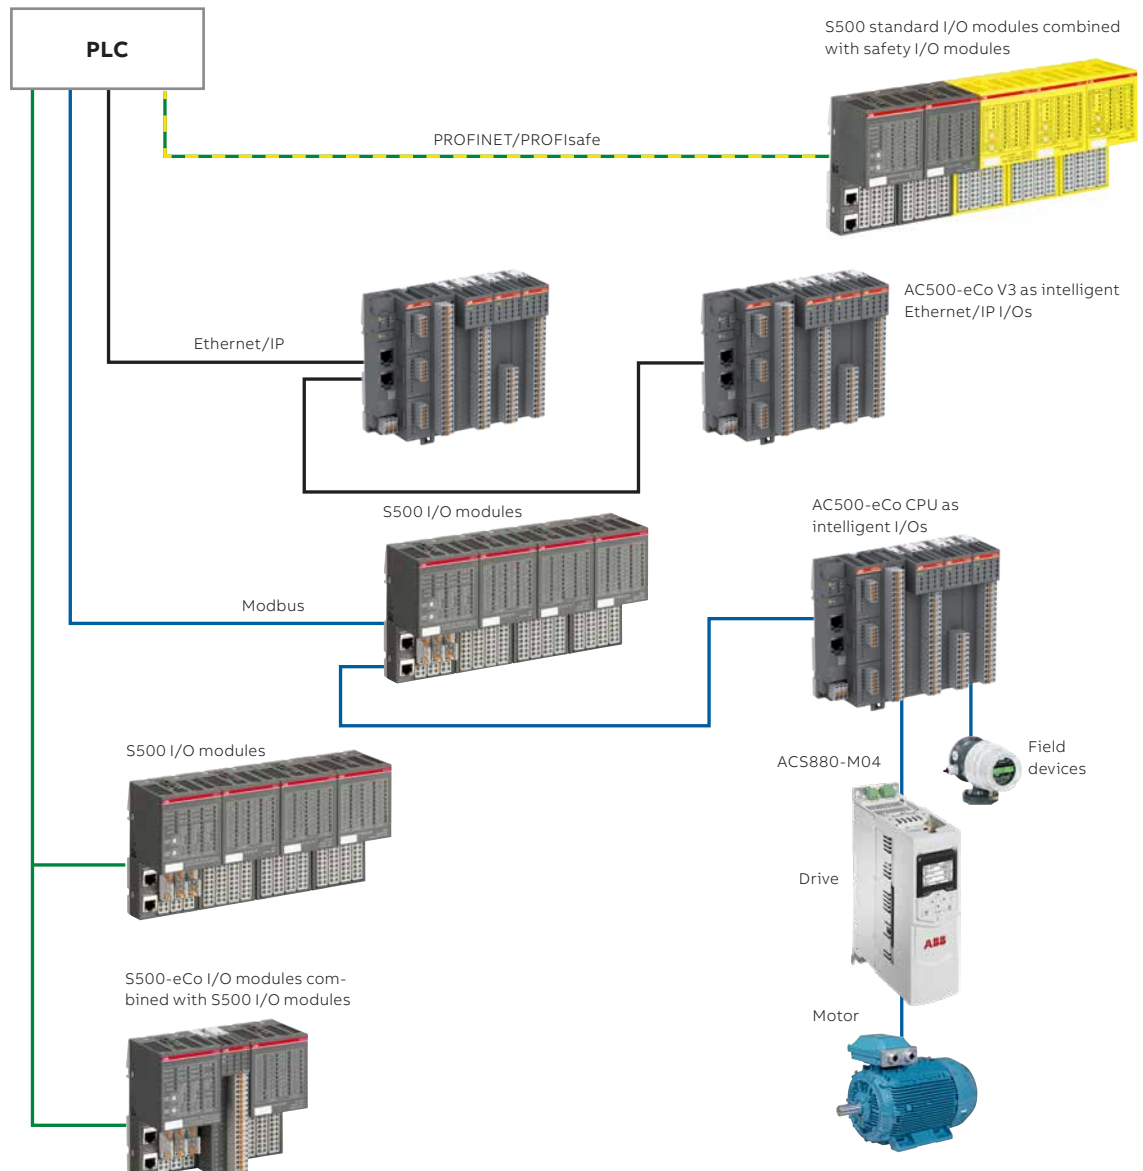 PLC
S500 standard I/O modules combined
with safety I/O modules
PROFINET/PROFIsafe
AC500-eCo V3 as intelligent
Ethernet/IP I/Os
Ethernet/IP
S500 I/O modules
AC500-eCo CPU as
intelligent I/Os
Modbus
S500 I/O modules
ACS880-M04
Field
devices
Drive
ABB
S500-eCo I/O modules com-
bined with S500 I/O modules
Motor